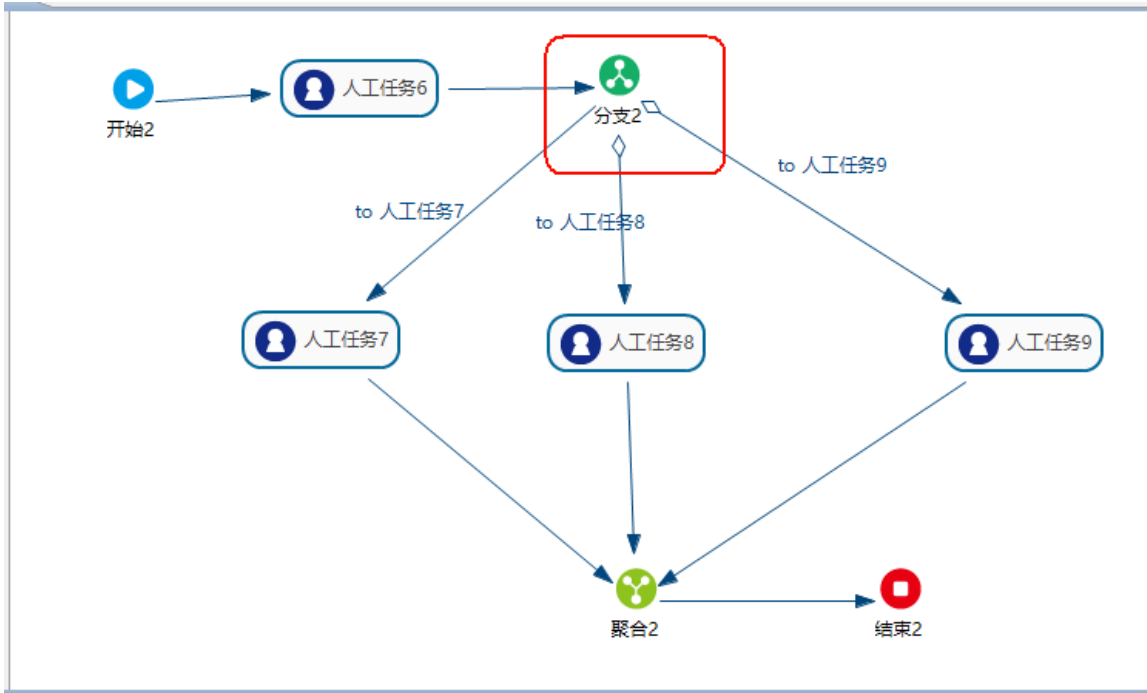 人工任务6
开始2
分支2
to 人工任务9
to 人工任务7
to 人工任务8
人工任务7
人工任务8
人工任务9
聚合2
结束2